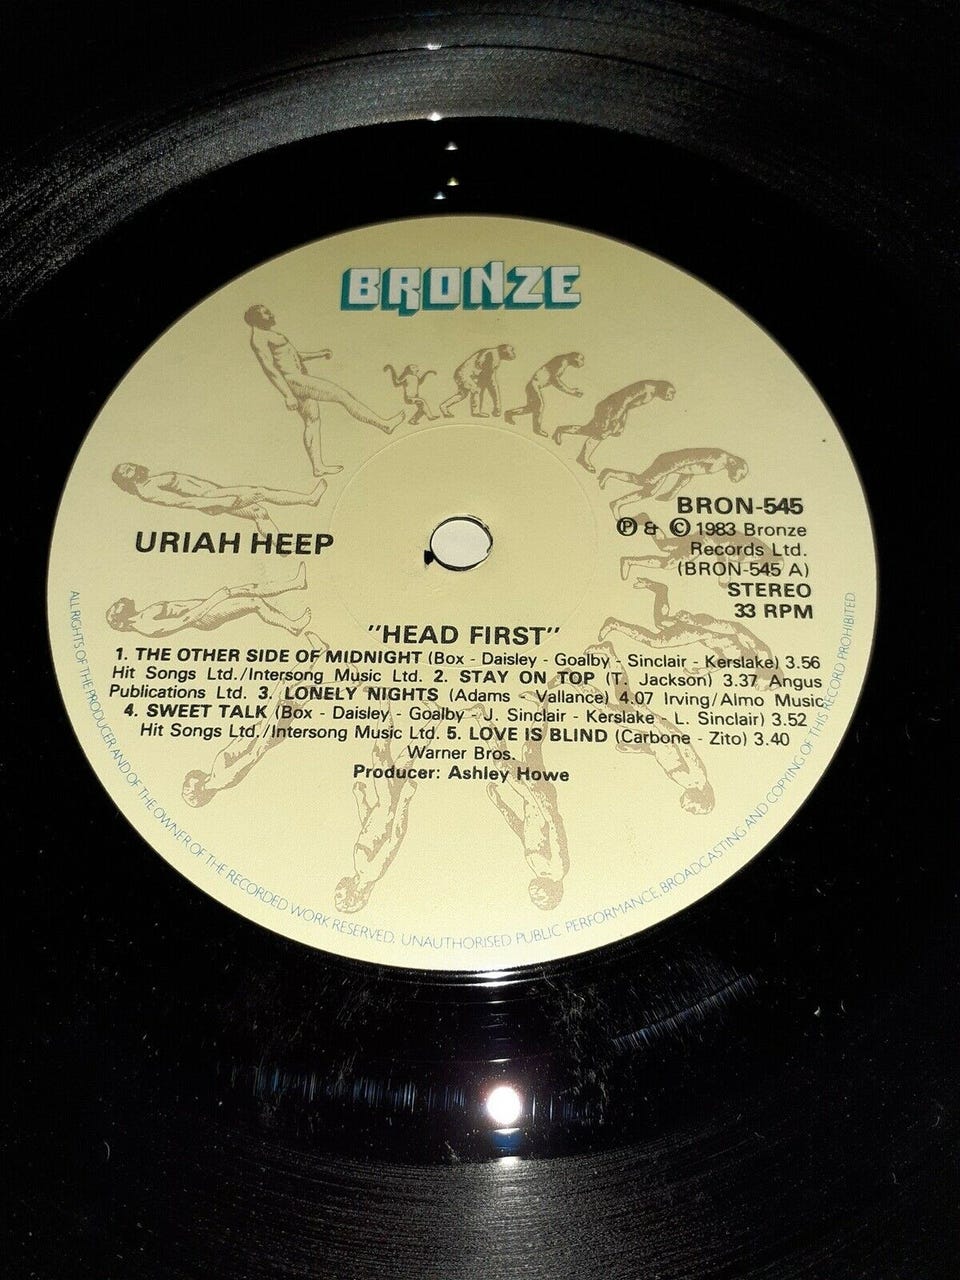 BRONZE
BRON-545
℗ & © 1983 Bronze
Records Ltd.
(BRON-545 A)
STEREO
33 RPM
URIAH HEEP
"HEAD FIRST"
1. THE OTHER SIDE OF MIDNIGHT (Box - Daisley - Goalby - Sinclair - Kerslake) 3.56
Hit Songs Ltd./Intersong Music Ltd. 2. STAY ON TOP (T. Jackson) 3.37 Angus
Publications Ltd. 3. LONELY NIGHTS (Adams - Vallance) 4.07 Irving/Almo Music
4. SWEET TALK (Box - Daisley - Goalby - J. Sinclair - Kerslake - L. Sinclair) 3.52
Hit Songs Ltd./Intersong Music Ltd. 5. LOVE IS BLIND (Carbone - Zito) 3.40
Warner Bros.
Producer: Ashley Howe
ALL RIGHTS OF THE PRODUCER AND OF THE OWNER OF THE RECORDED WORK RESERVED. UNAUTHORISED PUBLIC PERFORMANCE, BROADCASTING AND COPYING OF THIS RECORD PROHIBITED